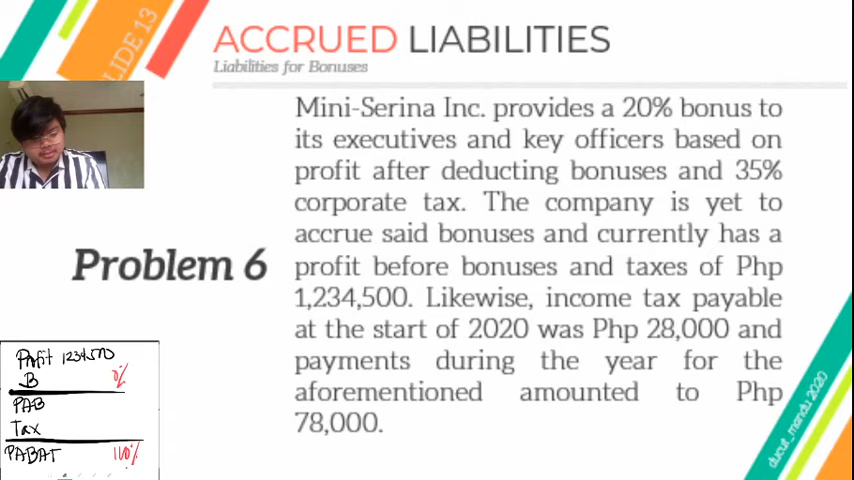 SLIDE 13
ACCRUED LIABILITIES
Liabilities for Bonuses
Mini-Serina Inc. provides a 20% bonus to
its executives and key officers based on
profit after deducting bonuses and 35%
corporate tax. The company is yet to
accrue said bonuses and currently has a
profit before bonuses and taxes of Php
1,234,500. Likewise, income tax payable
at the start of 2020 was Php 28,000 and
payments during the year for the
aforementioned amounted to Php
78,000.
Problem 6
Profit 1234500
B
PAB
Tax
PABAT 100%
ducut_mandu 2020